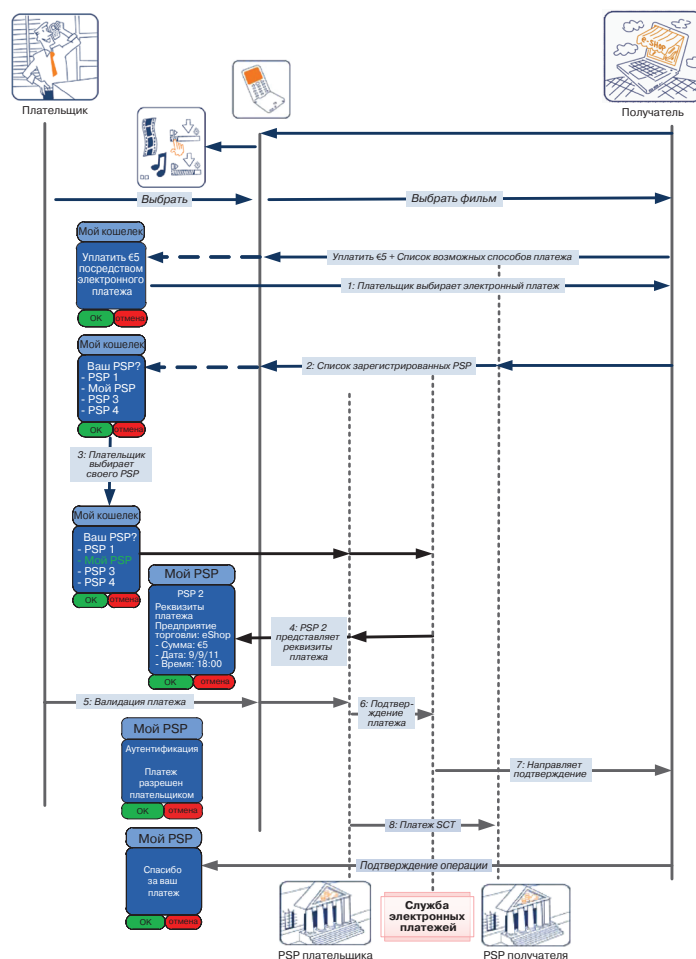 e-SHOP
Плательщик
Получатель
Выбрать
Выбрать фильм
Мой кошелек
Уплатить €5
посредством
электронного
платежа
ОК
отмена
Уплатить €5 + Список возможных способов платежа
1: Плательщик выбирает электронный платеж
Мой кошелек
Ваш PSP?
- PSP 1
- Мой PSP
- PSP 3
- PSP 4
ОК
отмена
2: Список зарегистрированных PSP
3: Плательщик
выбирает
своего PSP
Мой кошелек
Ваш PSP?
- PSP 1
- Мой PSP
- PSP 3
- PSP 4
ОК
отмена
Мой PSP
PSP 2
Реквизиты
платежа
Предприятие
торговли: eShop
- Сумма: €5
- Дата: 9/9/11
- Время: 18:00
ОК
отмена
4: PSP 2
представляет
реквизиты
платежа
5: Валидация платежа
6: Подтвер-
ждение
платежа
Мой PSP
Аутентификация
Платеж
разрешен
плательщиком
ОК
отмена
7: Направляет
подтверждение
8: Платеж SCT
Мой PSP
Спасибо
за ваш
платеж
ОК
отмена
Подтверждение операции
PSP плательщика
Служба
электронных
платежей
PSP получателя